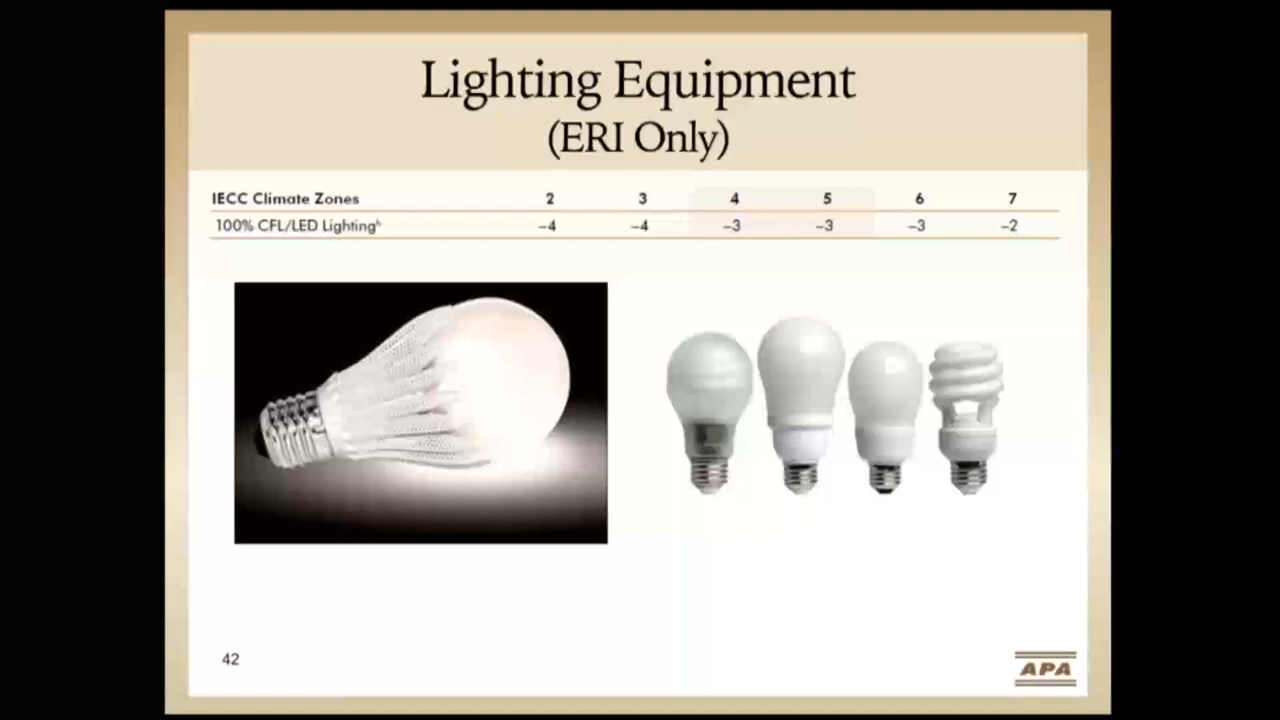 Lighting Equipment
(ERI Only)
IECC Climate Zones 2 3 4 5 6 7
100% CFL/LED Lightingʰ –4 –4 –3 –3 –3 –2
42
APA